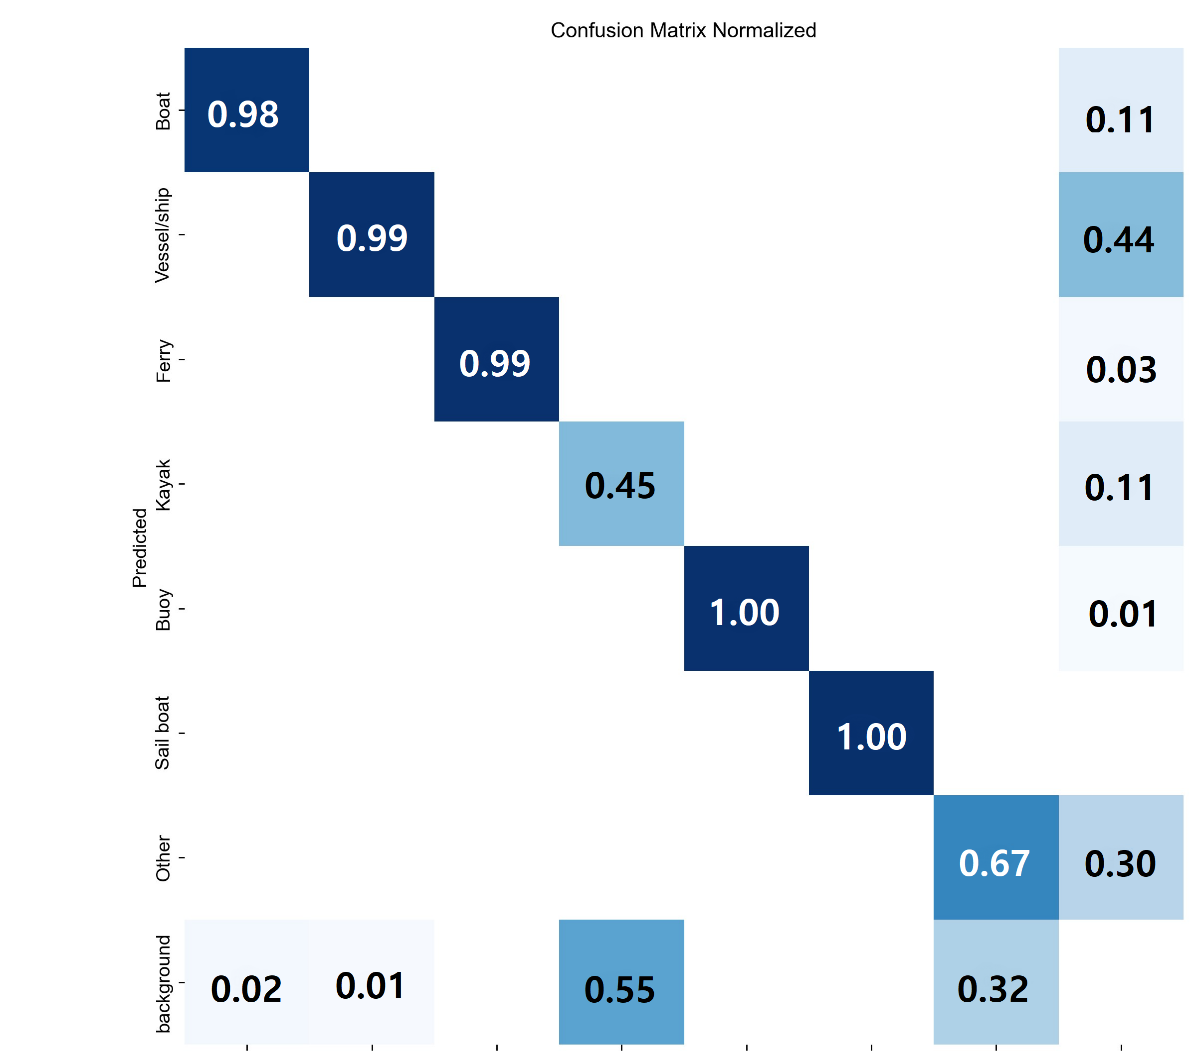 Confusion Matrix Normalized
Predicted
Boat
0.98
0.11
Vessel/ship
0.99
0.44
Ferry
0.99
0.03
Kayak
0.45
0.11
Buoy
1.00
0.01
Sail boat
1.00
Other
0.67
0.30
background
0.02
0.01
0.55
0.32